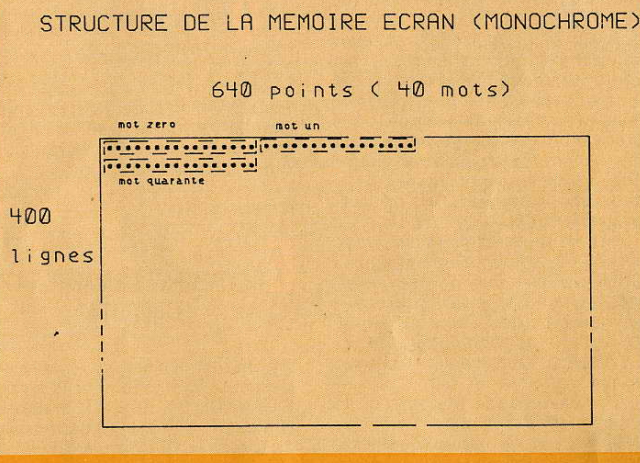 STRUCTURE DE LA MEMOIRE ECRAN (MONOCHROME)
640 points ( 40 mots)
mot zero mot un
mot quarante
400
lignes